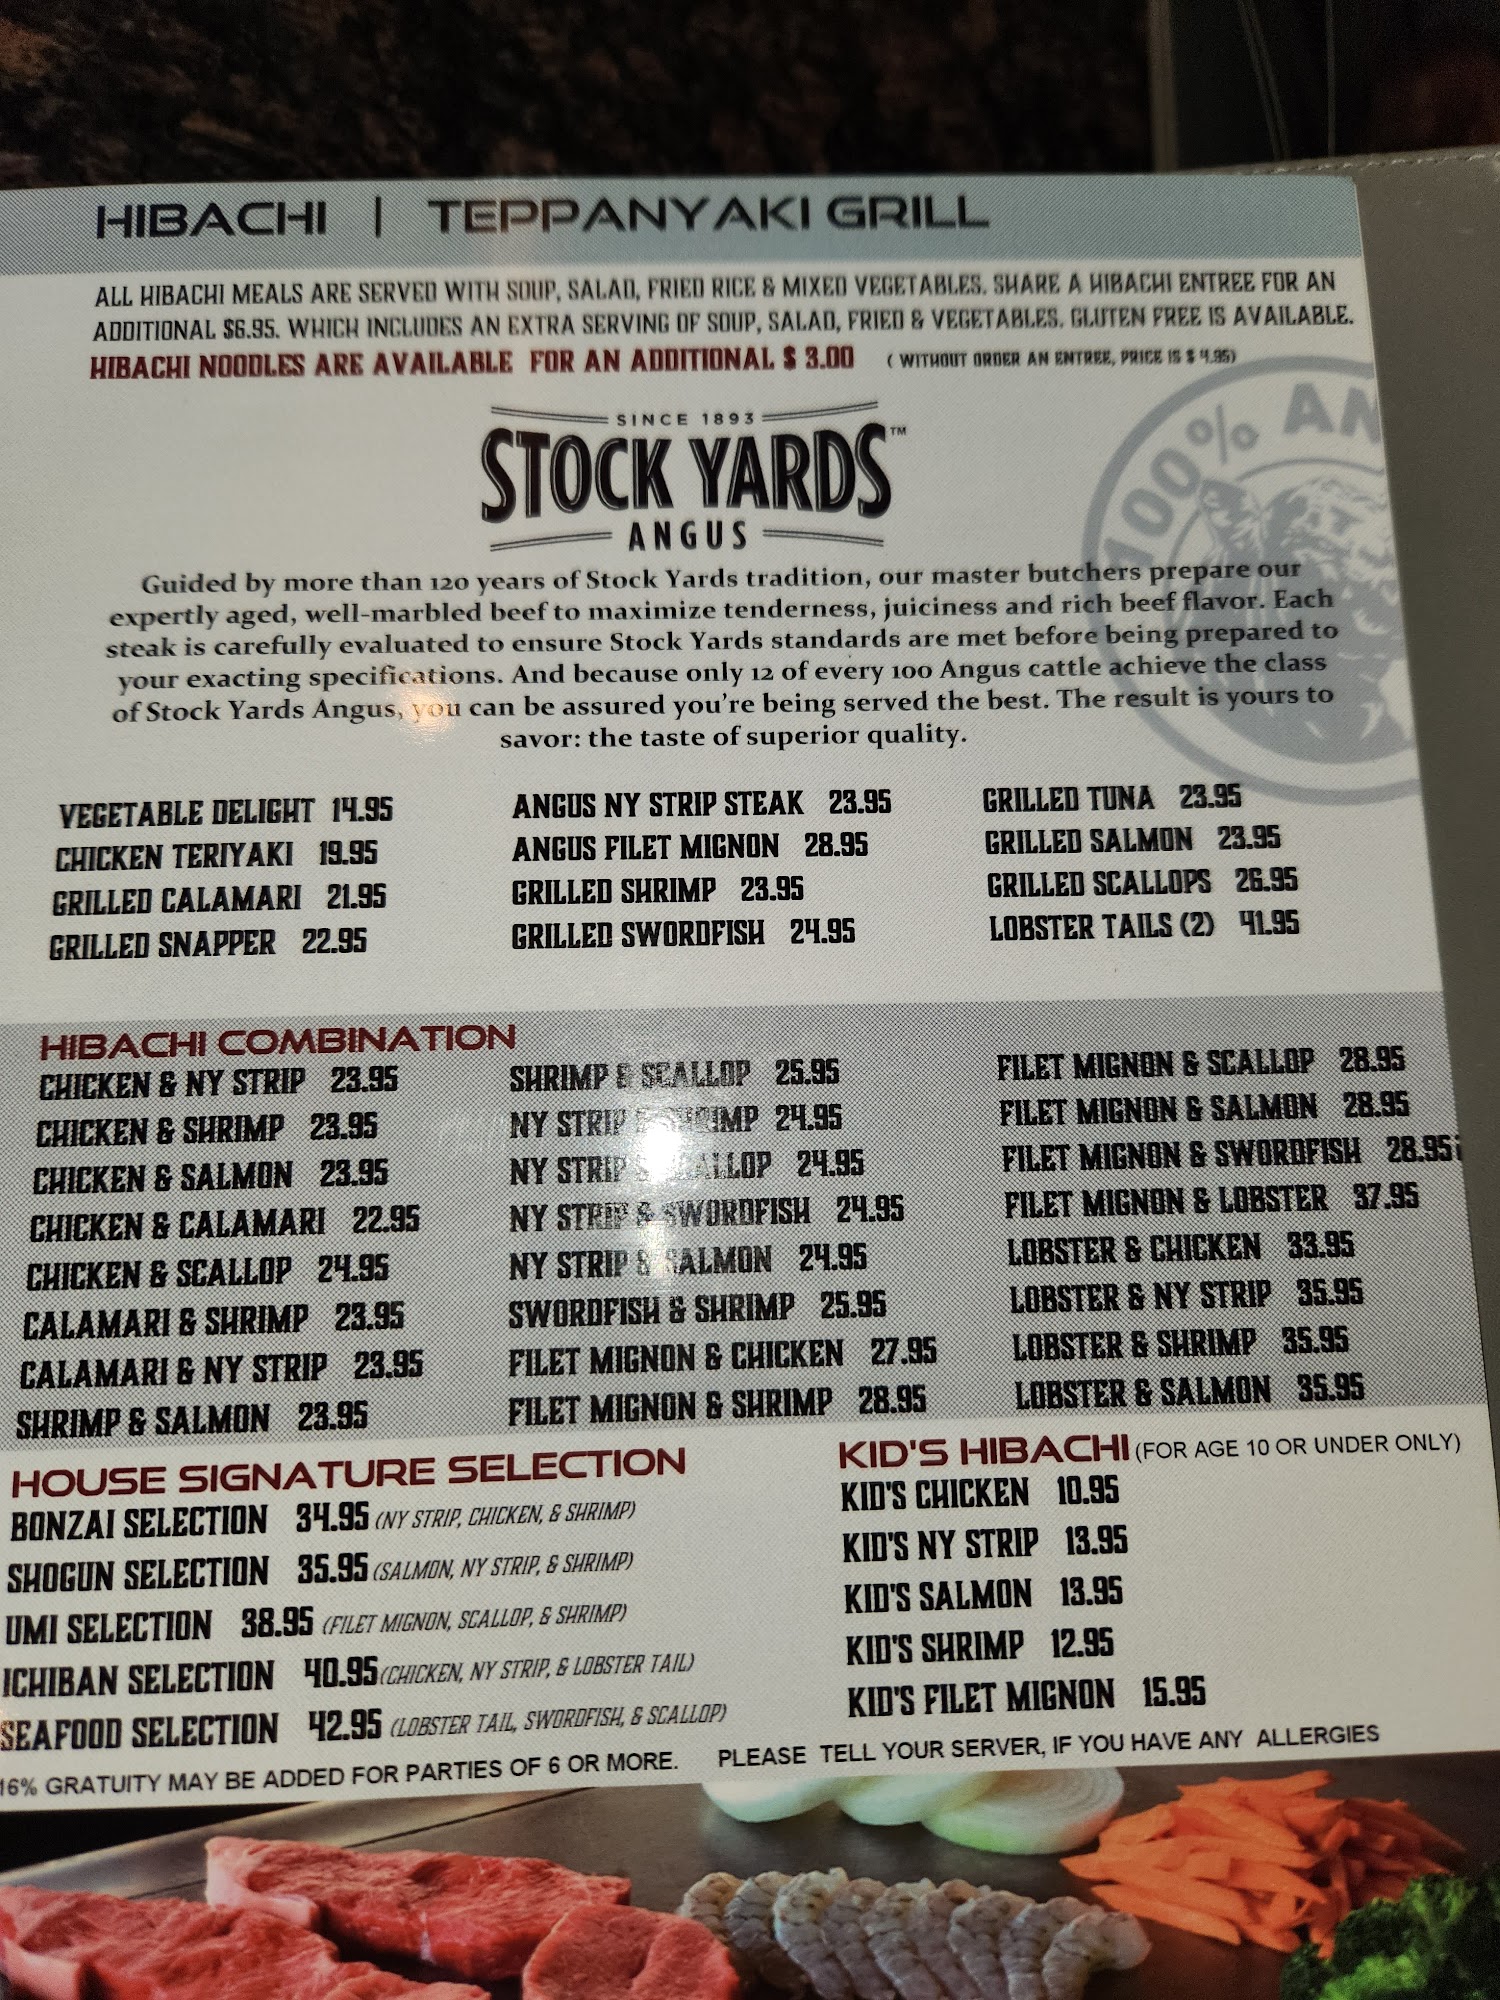 HIBACHI | TEPPANYAKI GRILL
ALL HIBACHI MEALS ARE SERVED WITH SOUP, SALAD, FRIED RICE & MIXED VEGETABLES. SHARE A HIBACHI ENTREE FOR AN
ADDITIONAL $6.95. WHICH INCLUDES AN EXTRA SERVING OF SOUP, SALAD, FRIED & VEGETABLES. GLUTEN FREE IS AVAILABLE.
HIBACHI NOODLES ARE AVAILABLE FOR AN ADDITIONAL $ 3.00 ( WITHOUT ORDER AN ENTREE, PRICE IS $ 4.95)
100% AN
SINCE 1893
STOCK YARDS™
ANGUS
Guided by more than 120 years of Stock Yards tradition, our master butchers prepare our
expertly aged, well-marbled beef to maximize tenderness, juiciness and rich beef flavor. Each
steak is carefully evaluated to ensure Stock Yards standards are met before being prepared to
your exacting specifications. And because only 12 of every 100 Angus cattle achieve the class
of Stock Yards Angus, you can be assured you're being served the best. The result is yours to
savor: the taste of superior quality.
VEGETABLE DELIGHT 14.95
CHICKEN TERIYAKI 19.95
GRILLED CALAMARI 21.95
GRILLED SNAPPER 22.95
ANGUS NY STRIP STEAK 23.95
ANGUS FILET MIGNON 28.95
GRILLED SHRIMP 23.95
GRILLED SWORDFISH 24.95
GRILLED TUNA 23.95
GRILLED SALMON 23.95
GRILLED SCALLOPS 26.95
LOBSTER TAILS (2) 41.95
HIBACHI COMBINATION
CHICKEN & NY STRIP 23.95
CHICKEN & SHRIMP 23.95
CHICKEN & SALMON 23.95
CHICKEN & CALAMARI 22.95
CHICKEN & SCALLOP 24.95
CALAMARI & SHRIMP 23.95
CALAMARI & NY STRIP 23.95
SHRIMP & SALMON 23.95
SHRIMP & SCALLOP 25.95
NY STRIP & SHRIMP 24.95
NY STRIP & SCALLOP 24.95
NY STRIP & SWORDFISH 24.95
NY STRIP & SALMON 24.95
SWORDFISH & SHRIMP 25.95
FILET MIGNON & CHICKEN 27.95
FILET MIGNON & SHRIMP 28.95
FILET MIGNON & SCALLOP 28.95
FILET MIGNON & SALMON 28.95
FILET MIGNON & SWORDFISH 28.95
FILET MIGNON & LOBSTER 37.95
LOBSTER & CHICKEN 33.95
LOBSTER & NY STRIP 35.95
LOBSTER & SHRIMP 35.95
LOBSTER & SALMON 35.95
HOUSE SIGNATURE SELECTION
BONZAI SELECTION 34.95 (NY STRIP, CHICKEN, & SHRIMP)
SHOGUN SELECTION 35.95 (SALMON, NY STRIP, & SHRIMP)
UMI SELECTION 38.95 (FILET MIGNON, SCALLOP, & SHRIMP)
ICHIBAN SELECTION 40.95 (CHICKEN, NY STRIP, & LOBSTER TAIL)
SEAFOOD SELECTION 42.95 (LOBSTER TAIL, SWORDFISH, & SCALLOP)
KID'S HIBACHI (FOR AGE 10 OR UNDER ONLY)
KID'S CHICKEN 10.95
KID'S NY STRIP 13.95
KID'S SALMON 13.95
KID'S SHRIMP 12.95
KID'S FILET MIGNON 15.95
16% GRATUITY MAY BE ADDED FOR PARTIES OF 6 OR MORE. PLEASE TELL YOUR SERVER, IF YOU HAVE ANY ALLERGIES